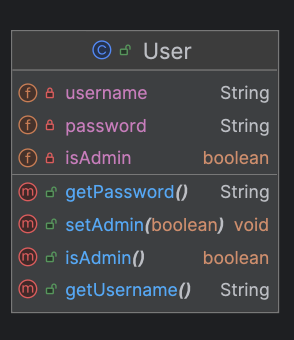 C User
f username String
f password String
f isAdmin boolean
m getPassword() String
m setAdmin(boolean) void
m isAdmin() boolean
m getUsername() String